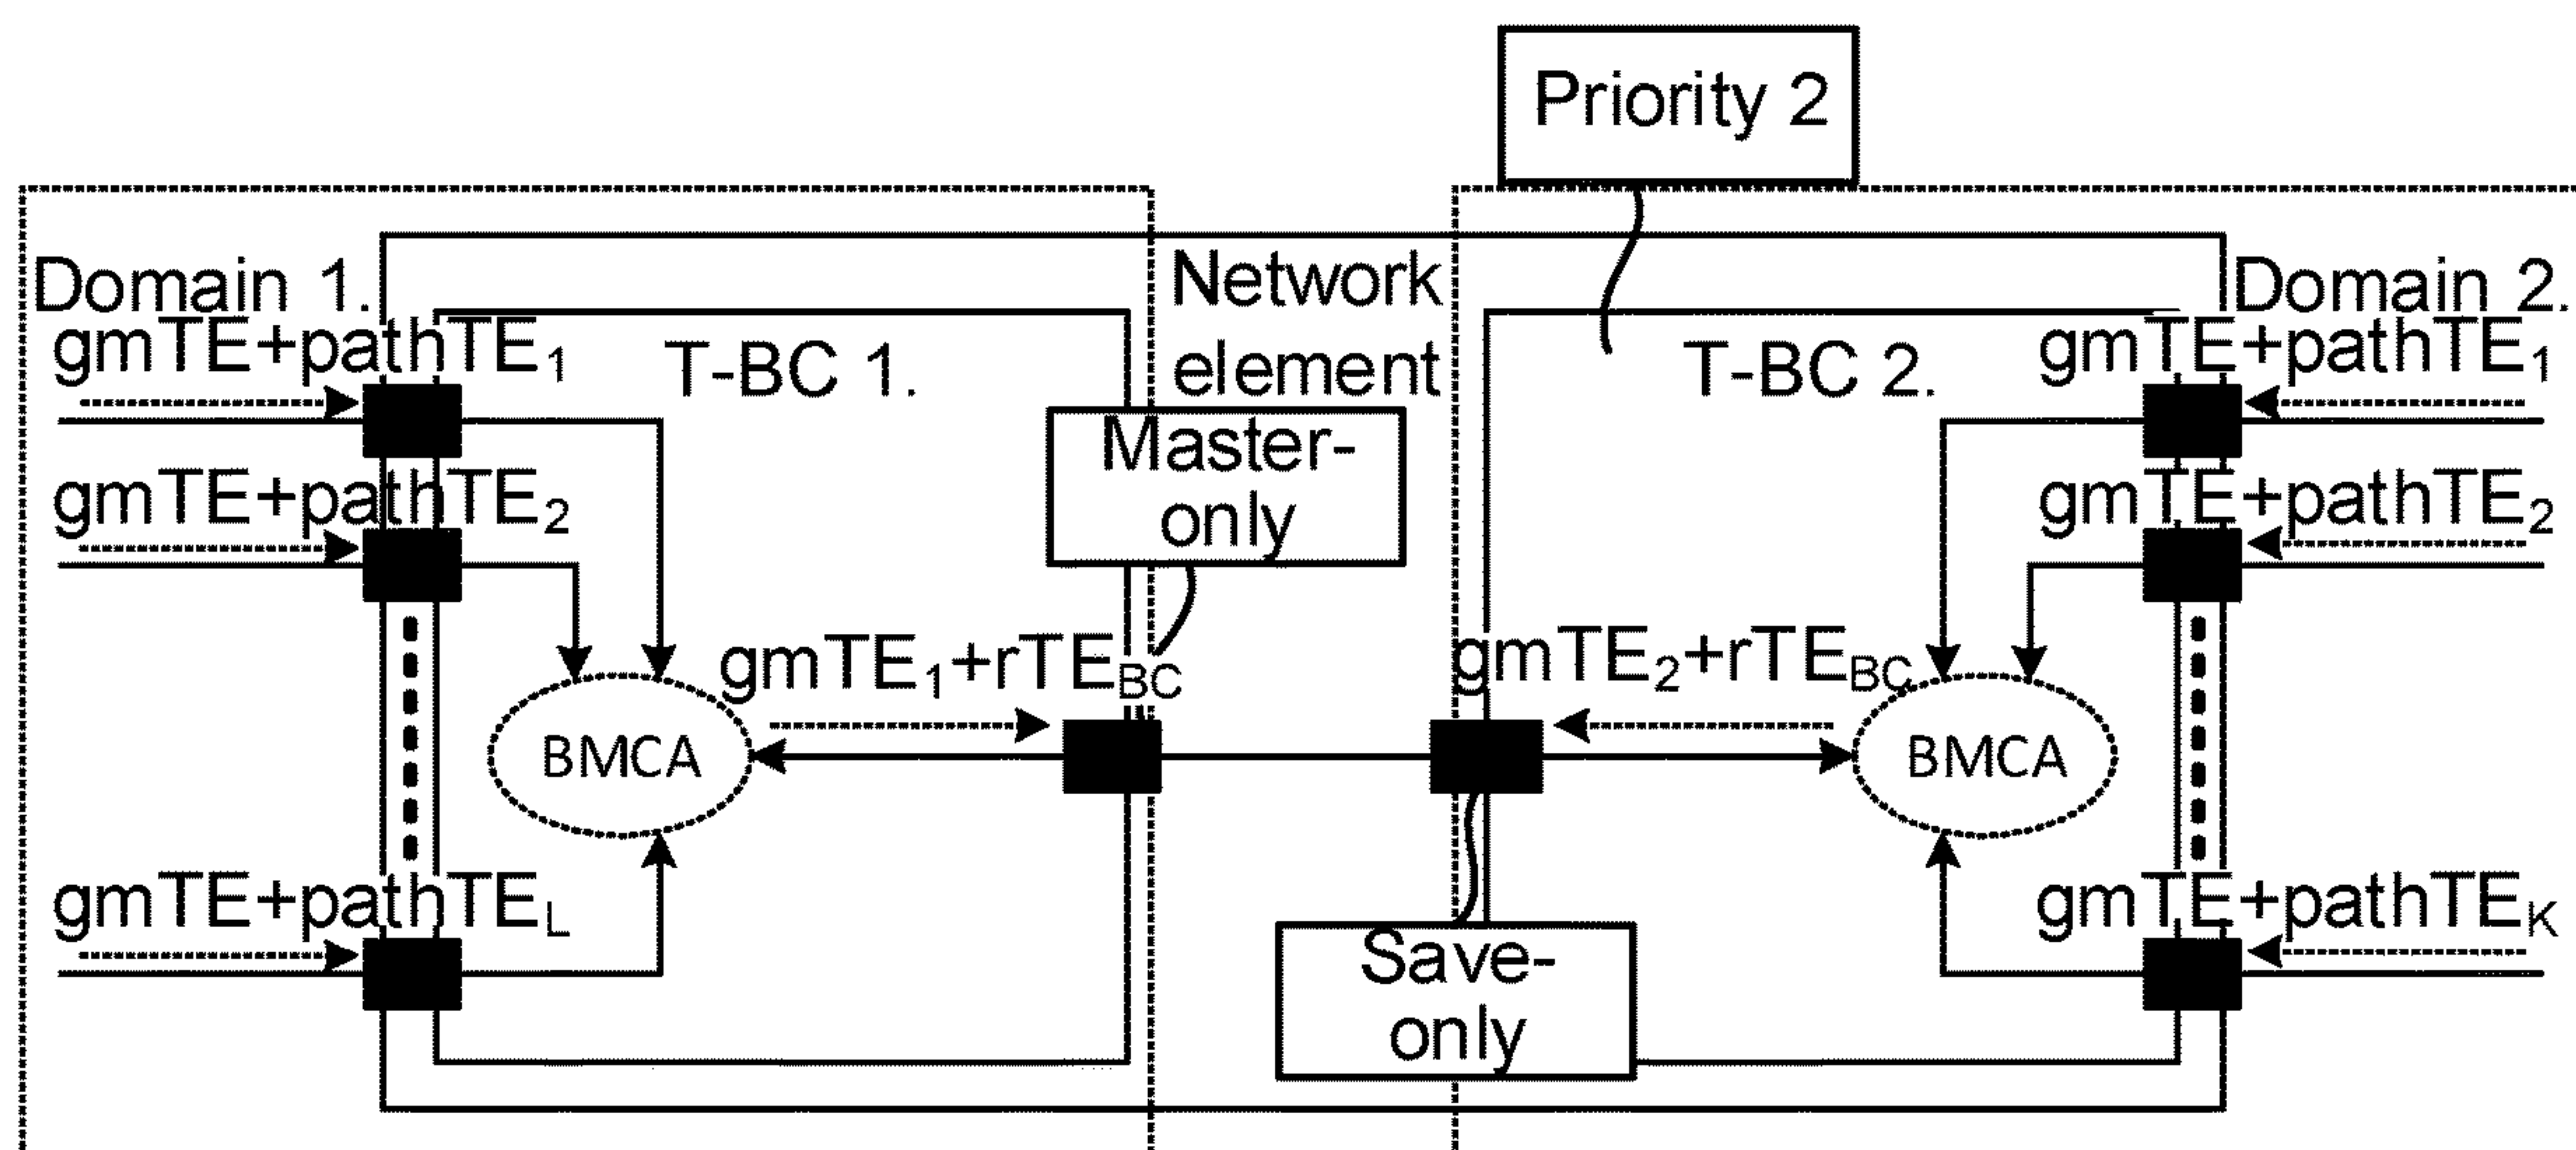 Priority 2
Domain 1.
Network
element
Domain 2.
gmTE+pathTE1
T-BC 1.
T-BC 2.
gmTE+pathTE1
Master-
only
gmTE+pathTE2
gmTE+pathTE2
gmTE1+rTEBC
gmTE2+rTEBC
BMCA
BMCA
gmTE+pathTEL
Save-
only
gmTE+pathTEK